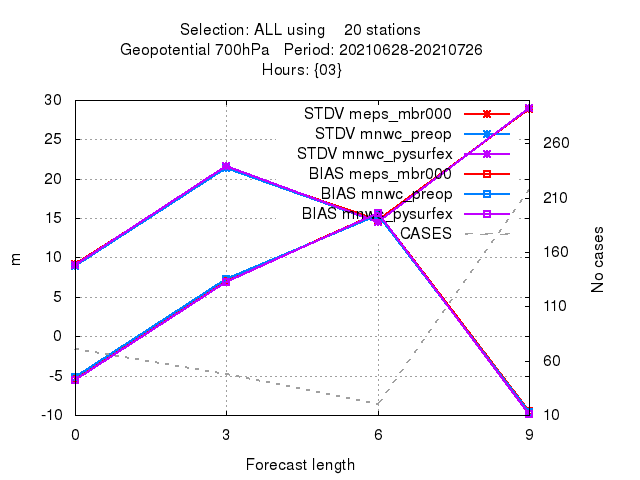 Selection: ALL using 20 stations
Geopotential 700hPa Period: 20210628-20210726
Hours: {03}
30
25
20
15
10
5
0
-5
-10
m
STDV meps_mbr000
STDV mnwc_preop
STDV mnwc_pysurfex
BIAS meps_mbr000
BIAS mnwc_preop
BIAS mnwc_pysurfex
CASES
260
210
160
110
60
10
No cases
0 3 6 9
Forecast length